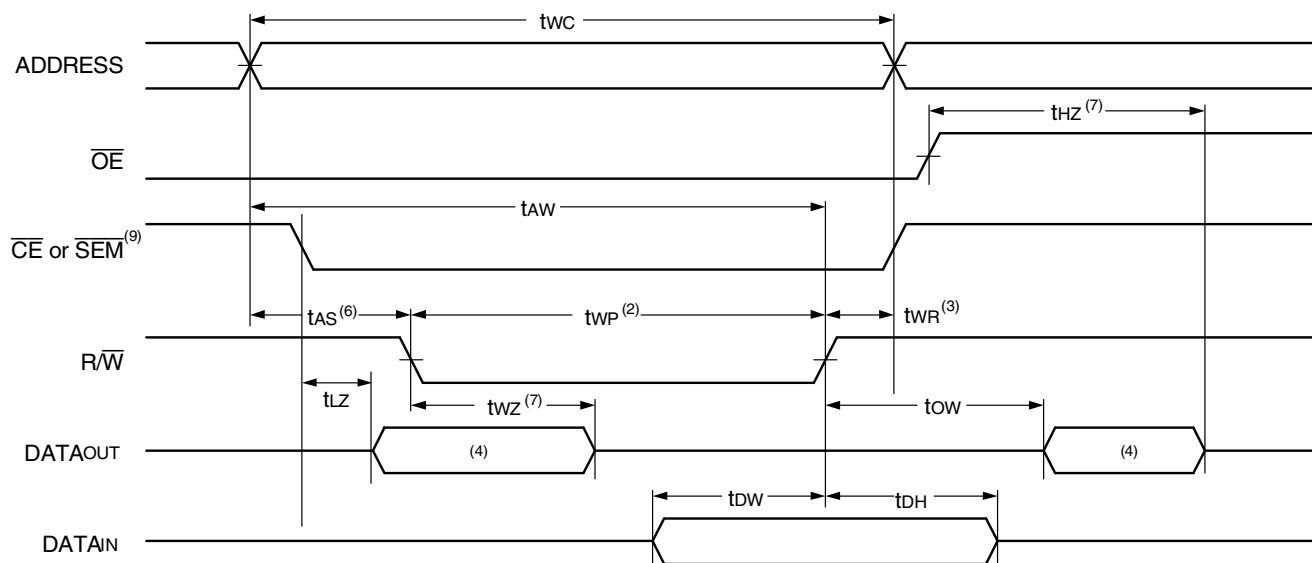 tWC
ADDRESS
tHZ(7)
OE
tAW
CE or SEM(9)
tAS(6) tWP(2) tWR(3)
R/W
tLZ tWZ(7) tOW
DATAOUT (4) (4)
tDW tDH
DATAIN